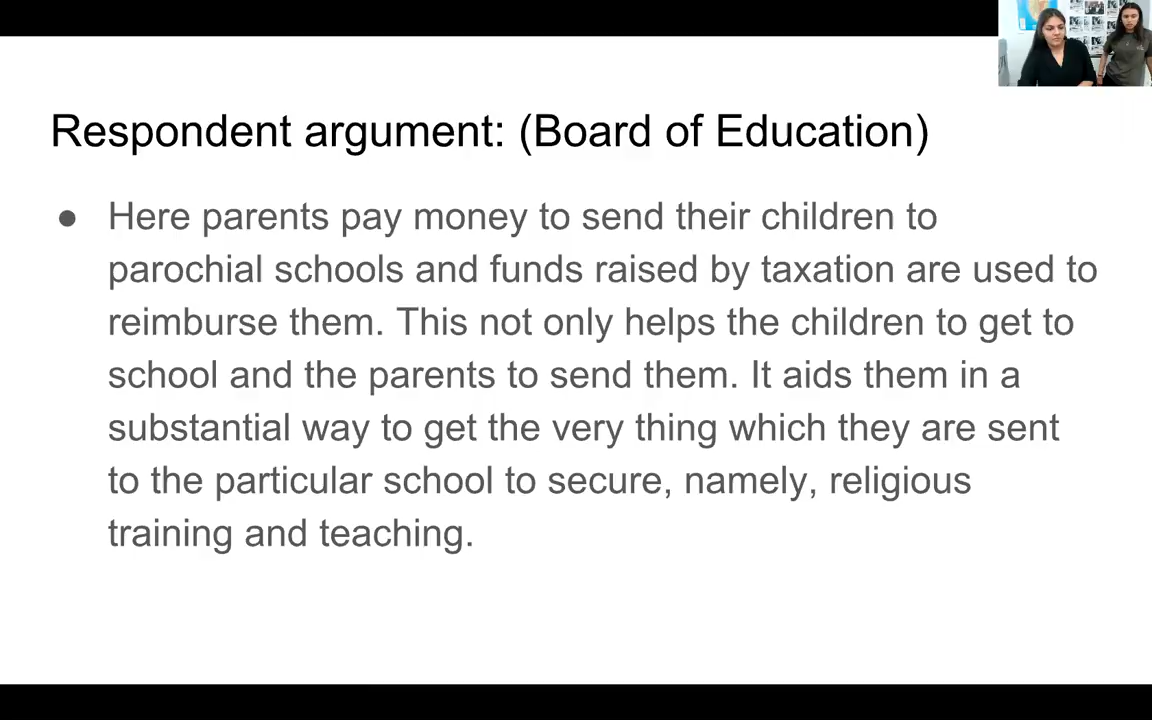 Respondent argument: (Board of Education)
● Here parents pay money to send their children to
parochial schools and funds raised by taxation are used to
reimburse them. This not only helps the children to get to
school and the parents to send them. It aids them in a
substantial way to get the very thing which they are sent
to the particular school to secure, namely, religious
training and teaching.